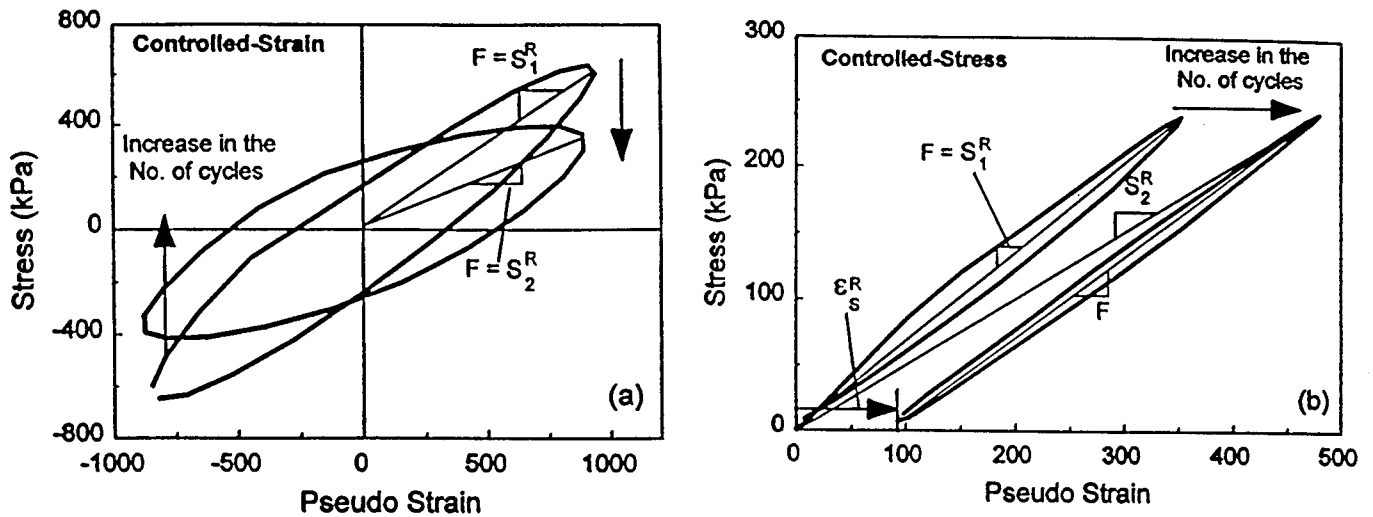 800
400
0
-400
-800
Stress (kPa)
Controlled-Strain
F = S₁ᴿ
Increase in the
No. of cycles
F = S₂ᴿ
(a)
-1000 -500 0 500 1000
Pseudo Strain
300
200
100
0
Stress (kPa)
Controlled-Stress
Increase in the
No. of cycles
F = S₁ᴿ
S₂ᴿ
εₛᴿ
F
(b)
0 100 200 300 400 500
Pseudo Strain